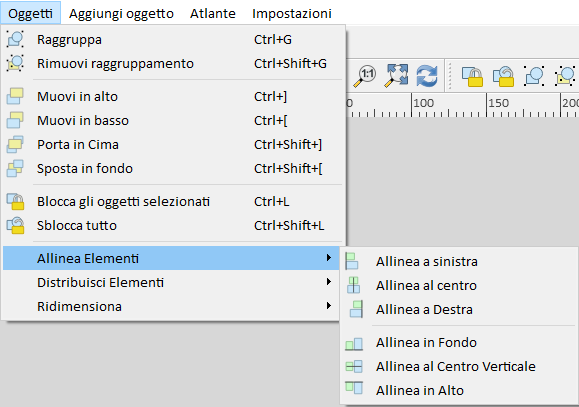 Oggetti Aggiungi oggetto Atlante Impostazioni
Raggruppa Ctrl+G
Rimuovi raggruppamento Ctrl+Shift+G
1:1
Muovi in alto Ctrl+]
0 100 150 200
Muovi in basso Ctrl+[
Porta in Cima Ctrl+Shift+]
Sposta in fondo Ctrl+Shift+[
Blocca gli oggetti selezionati Ctrl+L
Sblocca tutto Ctrl+Shift+L
Allinea Elementi
Distribuisci Elementi
Ridimensiona
Allinea a sinistra
Allinea al centro
Allinea a Destra
Allinea in Fondo
Allinea al Centro Verticale
Allinea in Alto